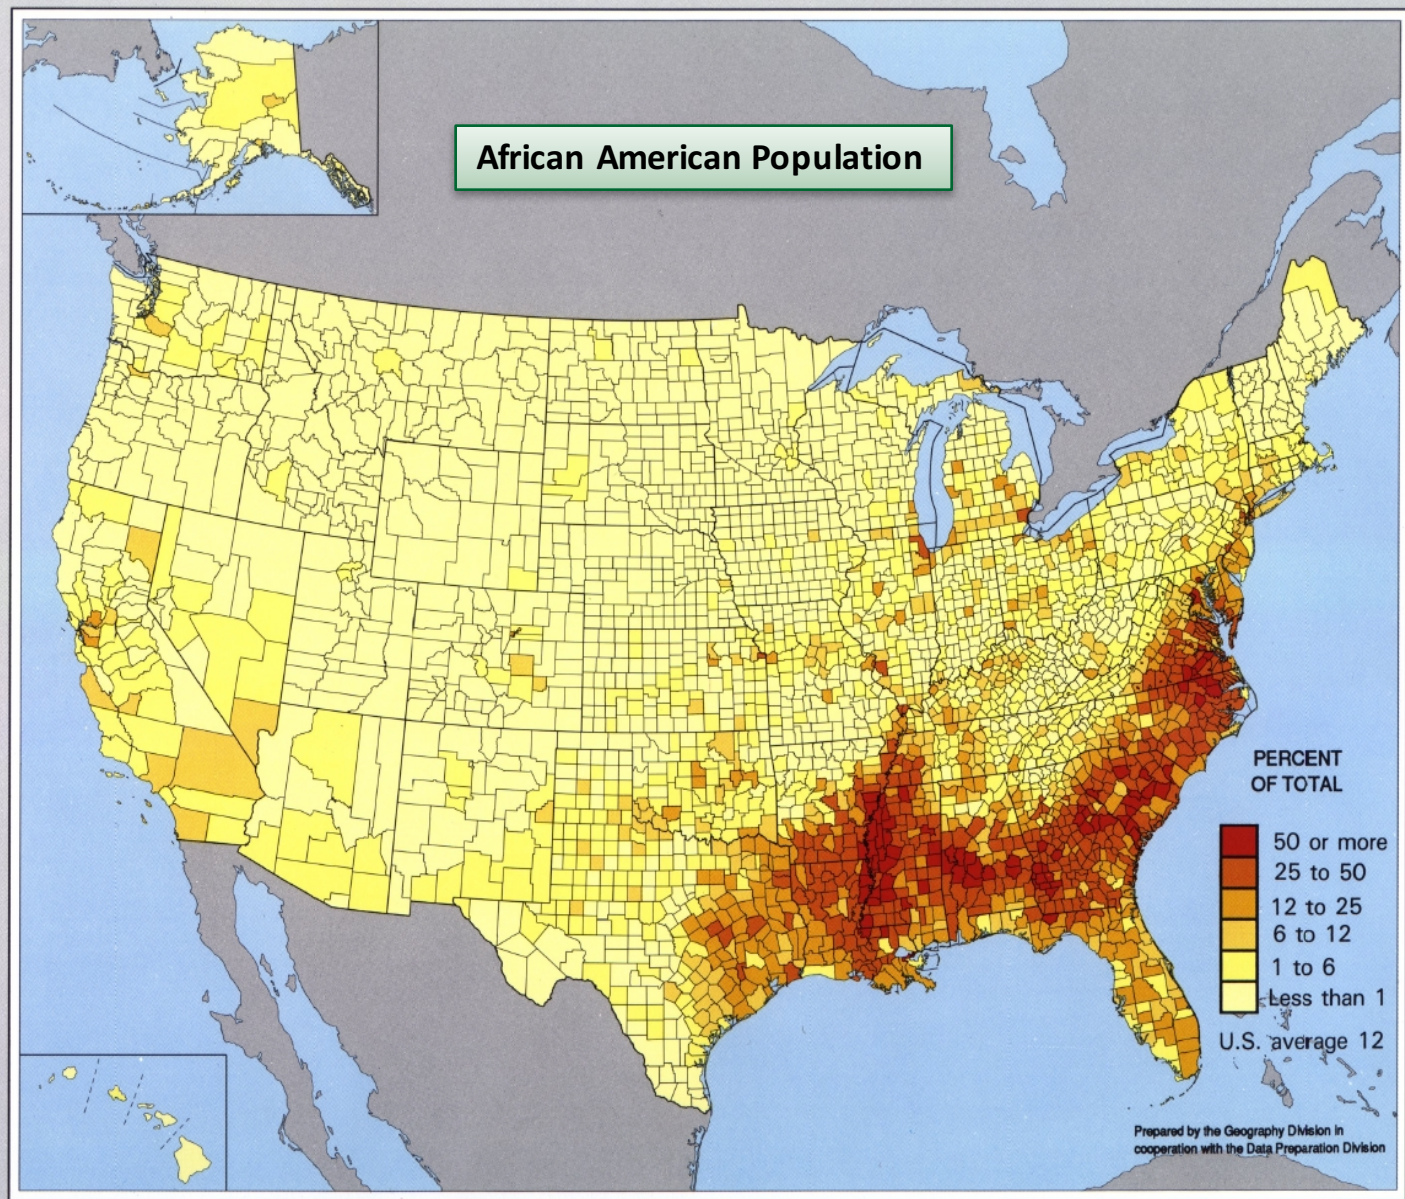 African American Population
PERCENT
OF TOTAL
50 or more
25 to 50
12 to 25
6 to 12
1 to 6
Less than 1
U.S. average 12
Prepared by the Geography Division in
cooperation with the Data Preparation Division